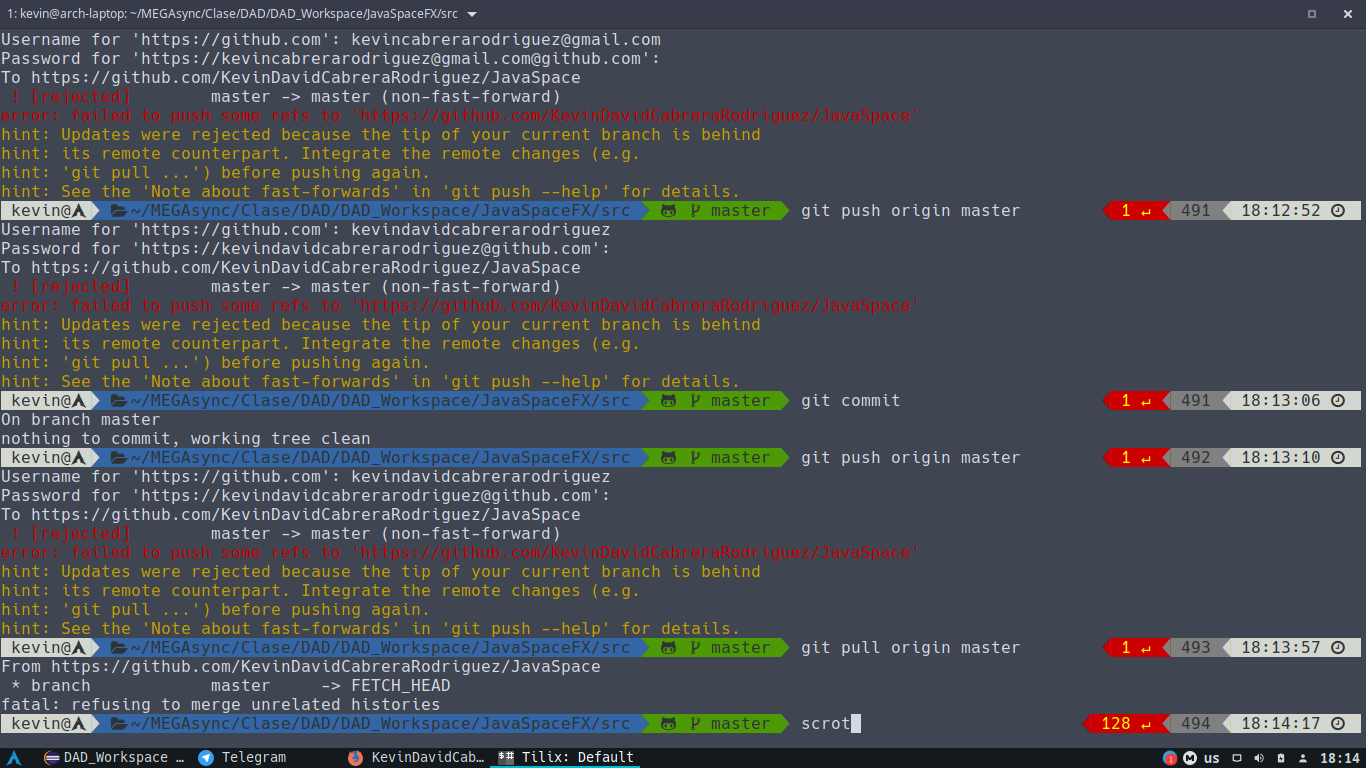 1: kevin@arch-laptop: ~/MEGAsync/Clase/DAD/DAD_Workspace/JavaSpaceFX/src
Username for 'https://github.com': kevincabrerarodriguez@gmail.com
Password for 'https://kevincabrerarodriguez@gmail.com@github.com':
To https://github.com/KevinDavidCabreraRodriguez/JavaSpace
! [rejected] master -> master (non-fast-forward)
error: failed to push some refs to 'https://github.com/KevinDavidCabreraRodriguez/JavaSpace'
hint: Updates were rejected because the tip of your current branch is behind
hint: its remote counterpart. Integrate the remote changes (e.g.
hint: 'git pull ...') before pushing again.
hint: See the 'Note about fast-forwards' in 'git push --help' for details.
kevin@ ~/MEGAsync/Clase/DAD/DAD_Workspace/JavaSpaceFX/src master git push origin master 1 ↵ 491 18:12:52
Username for 'https://github.com': kevindavidcabrerarodriguez
Password for 'https://kevindavidcabrerarodriguez@github.com':
To https://github.com/KevinDavidCabreraRodriguez/JavaSpace
! [rejected] master -> master (non-fast-forward)
error: failed to push some refs to 'https://github.com/KevinDavidCabreraRodriguez/JavaSpace'
hint: Updates were rejected because the tip of your current branch is behind
hint: its remote counterpart. Integrate the remote changes (e.g.
hint: 'git pull ...') before pushing again.
hint: See the 'Note about fast-forwards' in 'git push --help' for details.
kevin@ ~/MEGAsync/Clase/DAD/DAD_Workspace/JavaSpaceFX/src master git commit 1 ↵ 491 18:13:06
On branch master
nothing to commit, working tree clean
kevin@ ~/MEGAsync/Clase/DAD/DAD_Workspace/JavaSpaceFX/src master git push origin master 1 ↵ 492 18:13:10
Username for 'https://github.com': kevindavidcabrerarodriguez
Password for 'https://kevindavidcabrerarodriguez@github.com':
To https://github.com/KevinDavidCabreraRodriguez/JavaSpace
! [rejected] master -> master (non-fast-forward)
error: failed to push some refs to 'https://github.com/KevinDavidCabreraRodriguez/JavaSpace'
hint: Updates were rejected because the tip of your current branch is behind
hint: its remote counterpart. Integrate the remote changes (e.g.
hint: 'git pull ...') before pushing again.
hint: See the 'Note about fast-forwards' in 'git push --help' for details.
kevin@ ~/MEGAsync/Clase/DAD/DAD_Workspace/JavaSpaceFX/src master git pull origin master 1 ↵ 493 18:13:57
From https://github.com/KevinDavidCabreraRodriguez/JavaSpace
* branch master -> FETCH_HEAD
fatal: refusing to merge unrelated histories
kevin@ ~/MEGAsync/Clase/DAD/DAD_Workspace/JavaSpaceFX/src master scrot 128 ↵ 494 18:14:17
DAD_Workspace ... Telegram KevinDavidCab... Tilix: Default 1 M us 18:14